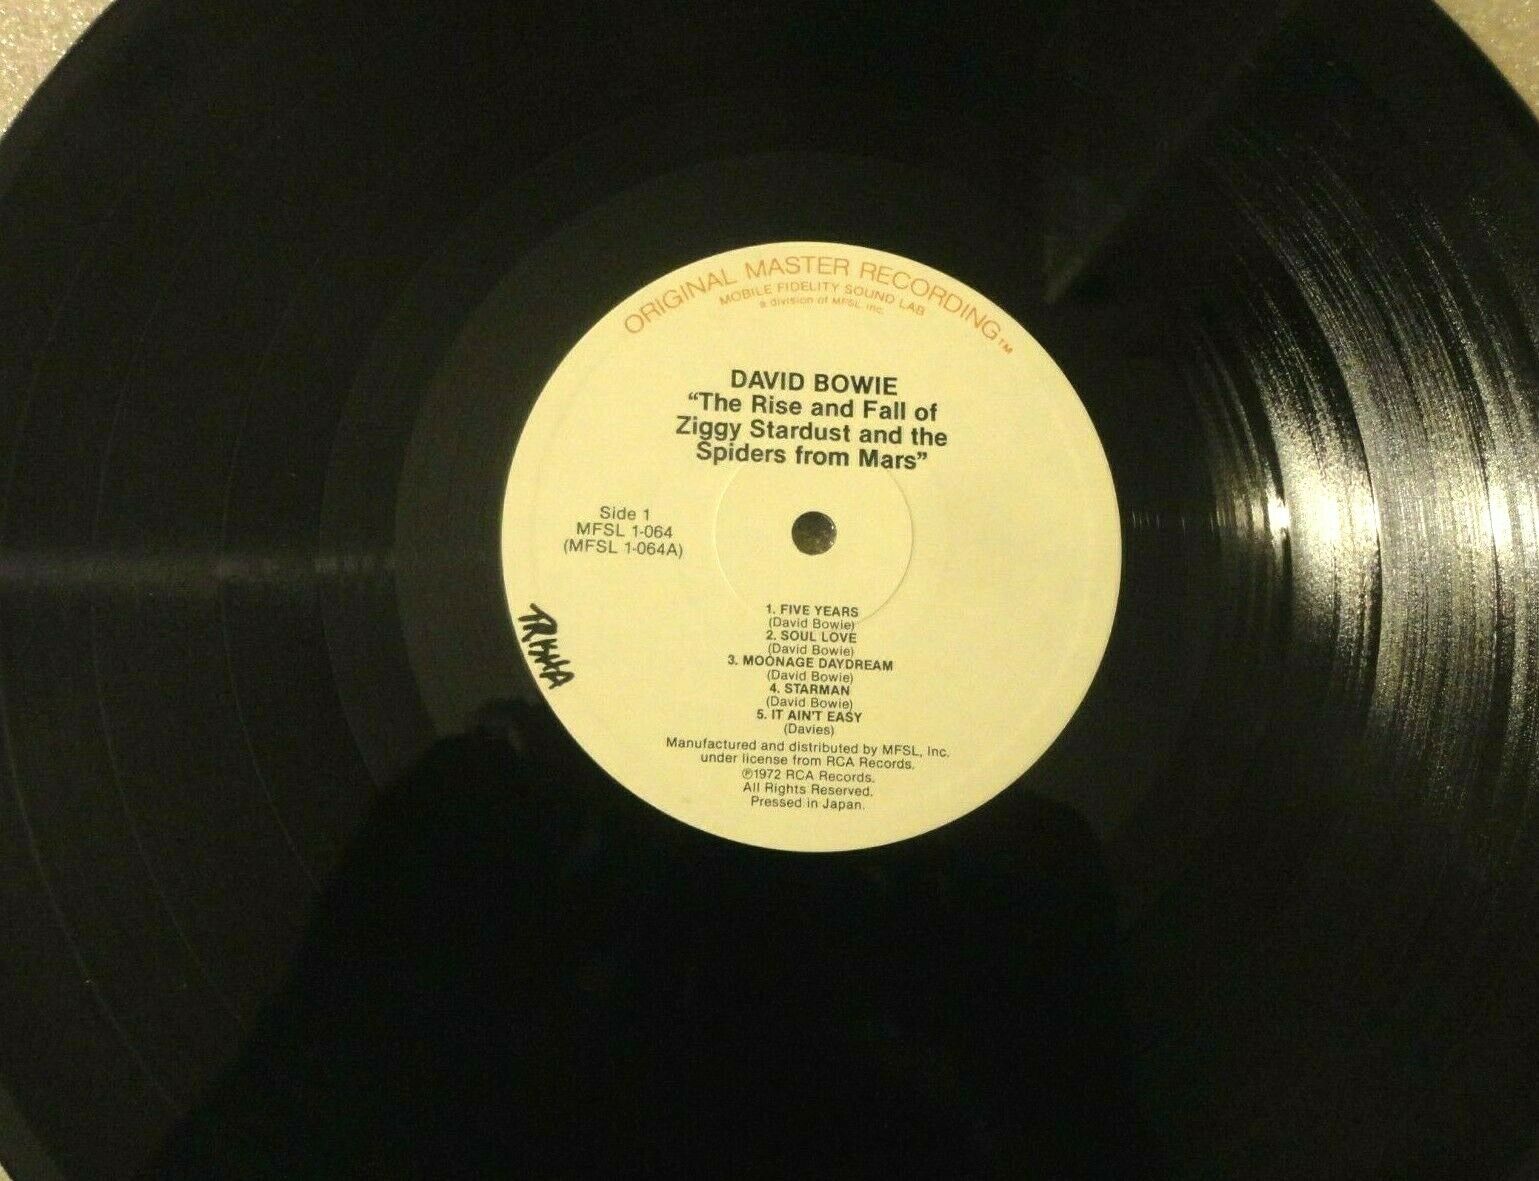 ORIGINAL MASTER RECORDING™
MOBILE FIDELITY SOUND LAB
a division of MFSL, inc.
DAVID BOWIE
“The Rise and Fall of
Ziggy Stardust and the
Spiders from Mars”
Side 1
MFSL 1-064
(MFSL 1-064A)
TRISHA
1. FIVE YEARS
(David Bowie)
2. SOUL LOVE
(David Bowie)
3. MOONAGE DAYDREAM
(David Bowie)
4. STARMAN
(David Bowie)
5. IT AIN'T EASY
(Davies)
Manufactured and distributed by MFSL, Inc.
under license from RCA Records.
℗1972 RCA Records.
All Rights Reserved.
Pressed in Japan.